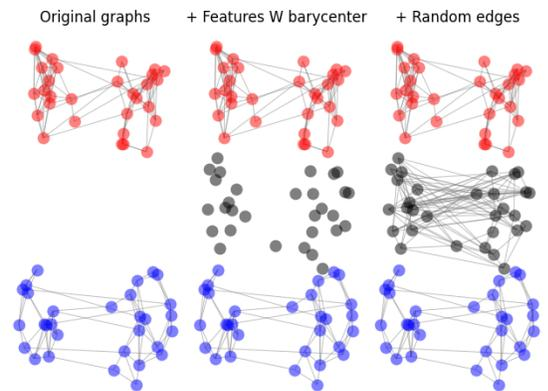 Original graphs
+ Features W barycenter
+ Random edges